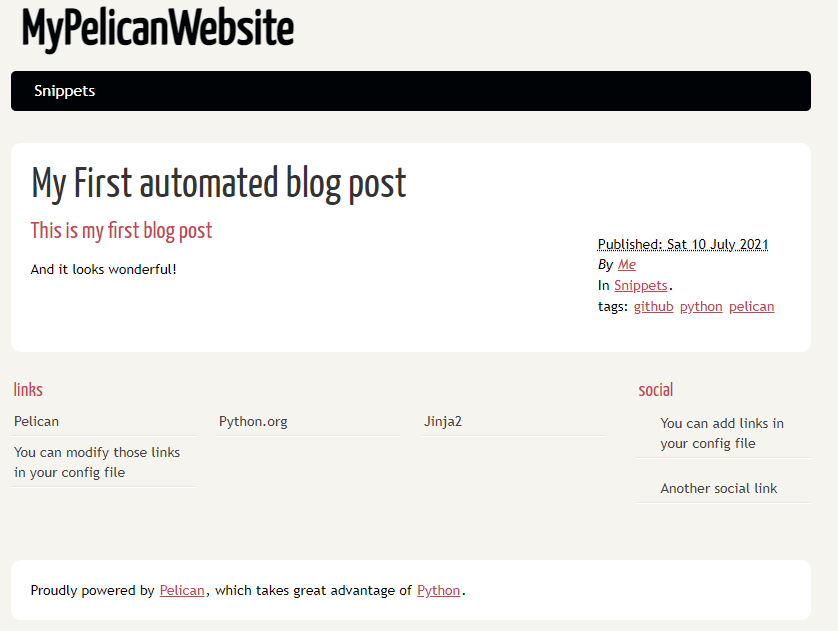 MyPelicanWebsite
Snippets
My First automated blog post
This is my first blog post
And it looks wonderful!
Published: Sat 10 July 2021
By Me
In Snippets.
tags: github python pelican
links
Pelican
Python.org
Jinja2
You can modify those links
in your config file
social
You can add links in
your config file
Another social link
Proudly powered by Pelican, which takes great advantage of Python.